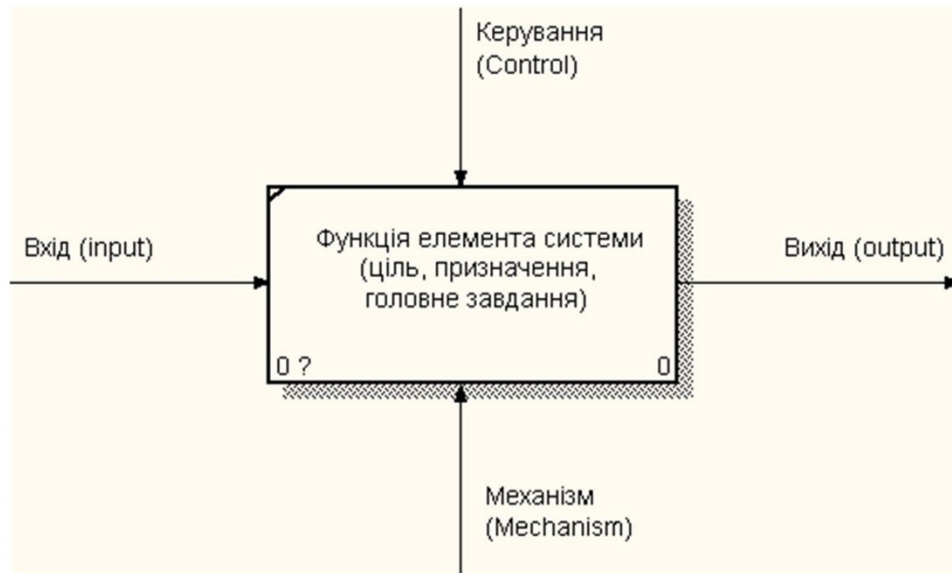 Керування
(Control)
Вхід (input)
Функція елемента системи
(ціль, призначення,
головне завдання)
Вихід (output)
0 ?
0
Механізм
(Mechanism)